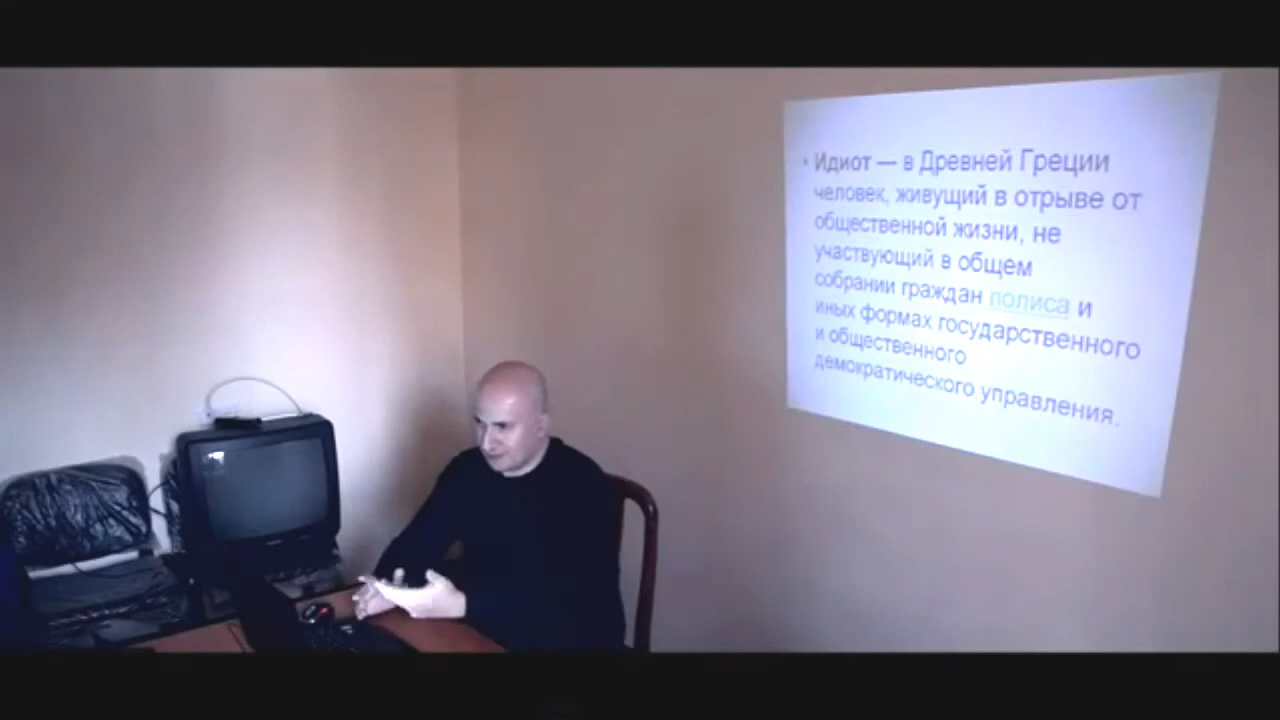 • Идиот — в Древней Греции
человек, живущий в отрыве от
общественной жизни, не
участвующий в общем
собрании граждан полиса и
иных формах государственного
и общественного
демократического управления.